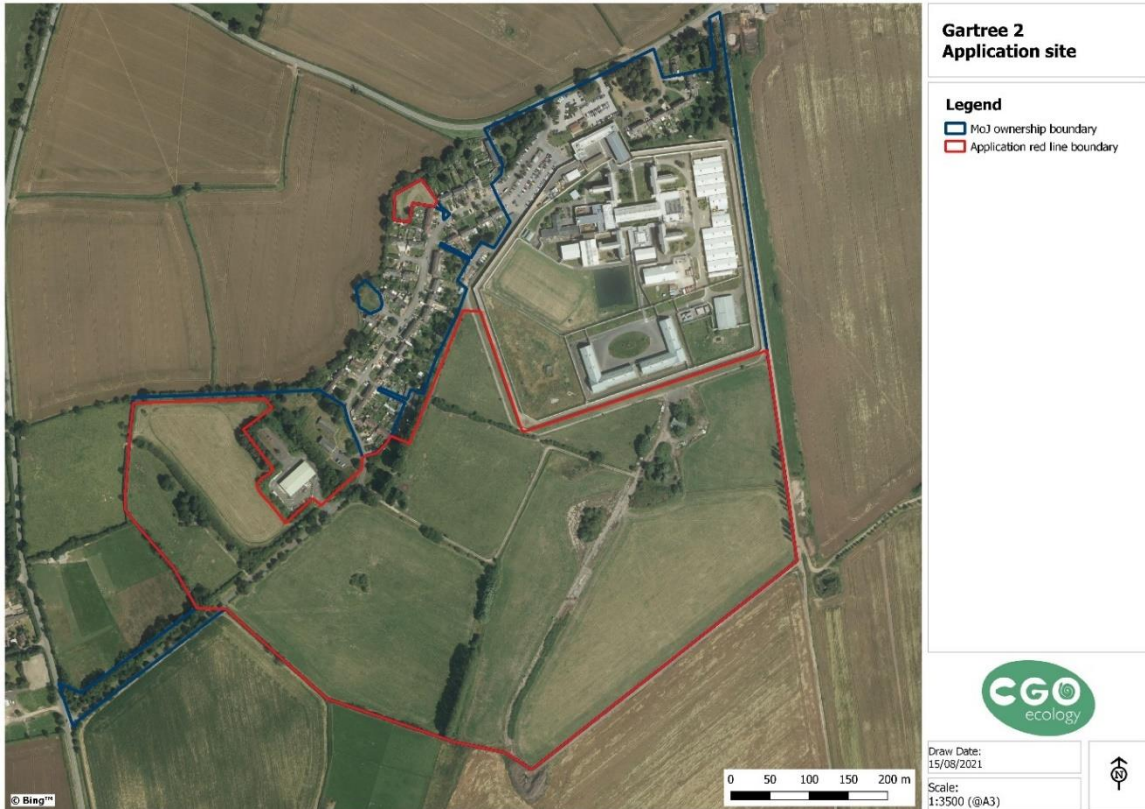 Gartree 2
Application site
Legend
MoJ ownership boundary
Application red line boundary
CGO
ecology
Draw Date:
15/08/2021
Scale:
1:3500 (@A3)
N
0 50 100 150 200 m
© Bing™